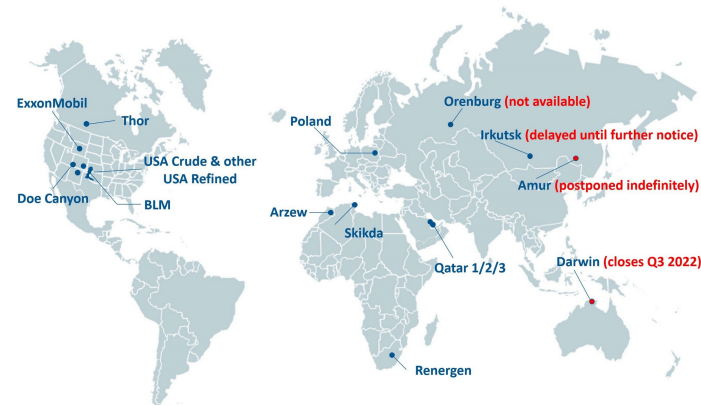 ExxonMobil
Thor
USA Crude & other
USA Refined
Doe Canyon
BLM
Orenburg (not available)
Poland
Irkutsk (delayed until further notice)
Amur (postponed indefinitely)
Arzew
Skikda
Qatar 1/2/3
Darwin (closes Q3 2022)
Renergen